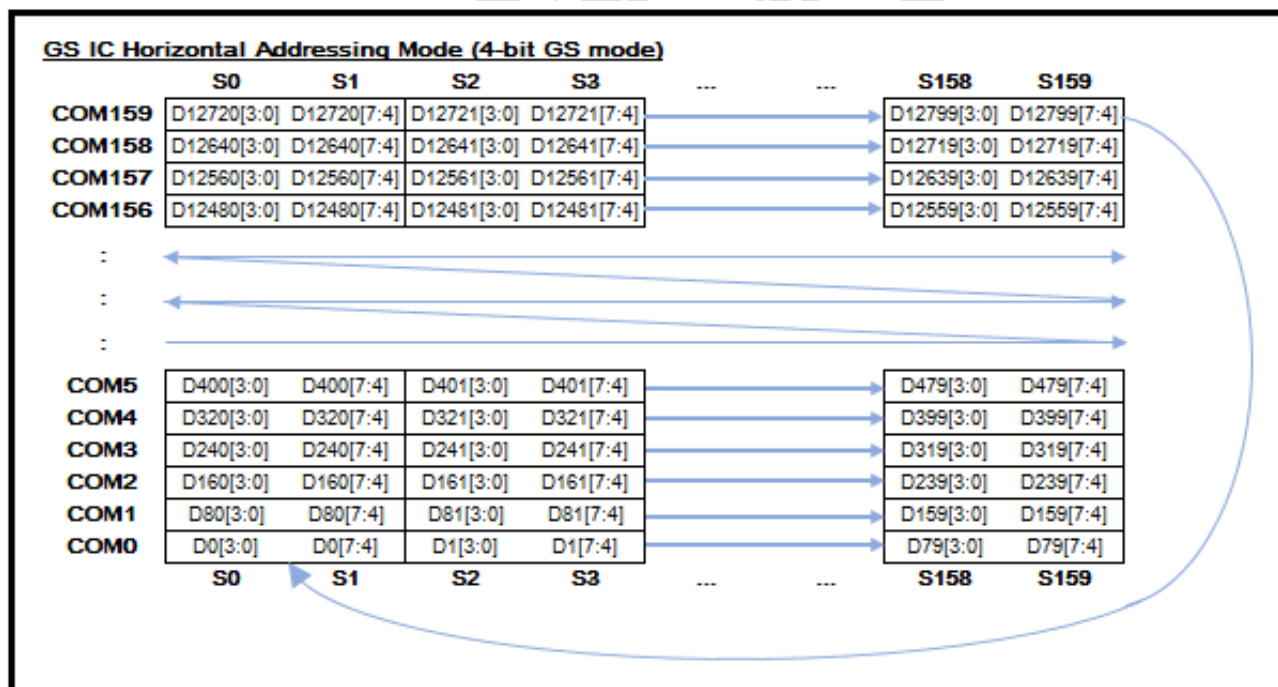 GS IC Horizontal Addressing Mode (4-bit GS mode)
S0 S1 S2 S3 ... ... S158 S159
COM159 D12720[3:0] D12720[7:4] D12721[3:0] D12721[7:4] D12799[3:0] D12799[7:4]
COM158 D12640[3:0] D12640[7:4] D12641[3:0] D12641[7:4] D12719[3:0] D12719[7:4]
COM157 D12560[3:0] D12560[7:4] D12561[3:0] D12561[7:4] D12639[3:0] D12639[7:4]
COM156 D12480[3:0] D12480[7:4] D12481[3:0] D12481[7:4] D12559[3:0] D12559[7:4]
:
:
:
COM5 D400[3:0] D400[7:4] D401[3:0] D401[7:4] D479[3:0] D479[7:4]
COM4 D320[3:0] D320[7:4] D321[3:0] D321[7:4] D399[3:0] D399[7:4]
COM3 D240[3:0] D240[7:4] D241[3:0] D241[7:4] D319[3:0] D319[7:4]
COM2 D160[3:0] D160[7:4] D161[3:0] D161[7:4] D239[3:0] D239[7:4]
COM1 D80[3:0] D80[7:4] D81[3:0] D81[7:4] D159[3:0] D159[7:4]
COM0 D0[3:0] D0[7:4] D1[3:0] D1[7:4] D79[3:0] D79[7:4]
S0 S1 S2 S3 ... ... S158 S159